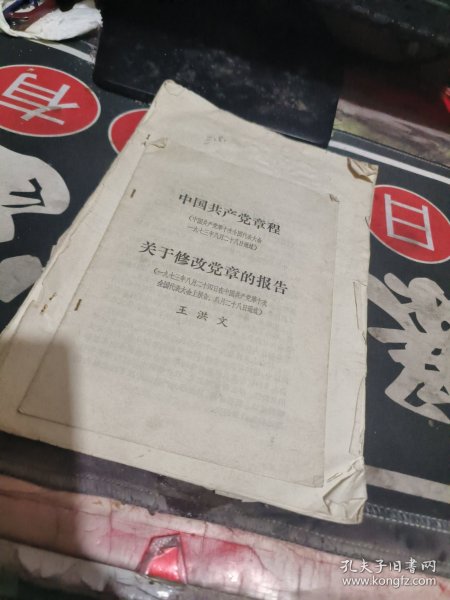 中国共产党章程
（中国共产党第十次全国代表大会
一九七三年八月二十八日通过）
关于修改党章的报告
（一九七三年八月二十四日在中国共产党第十次
全国代表大会上报告，八月二十八日通过）
王洪文
有
目
孔夫子旧书网
www.kongfz.com